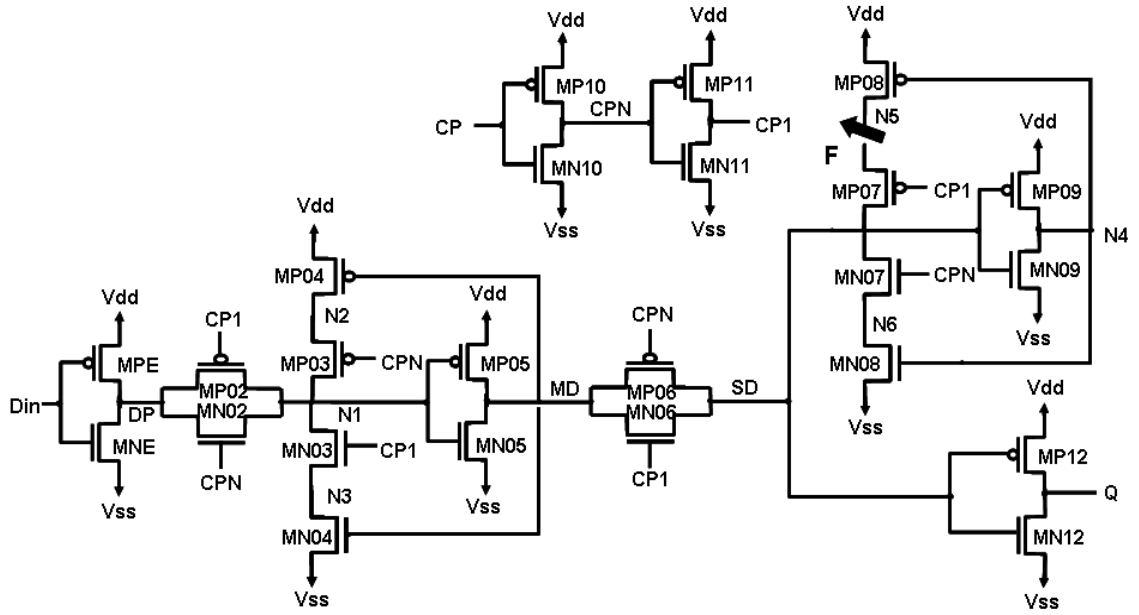 Vdd
MP10
CP
CPN
MN10
Vss
Vdd
MP11
CP1
MN11
Vss
Vdd
MP08
N5
F
MP07
CP1
MN07
CPN
N6
MN08
Vss
Vdd
MP09
N4
MN09
Vss
Vdd
MPE
Din
DP
MNE
Vss
CP1
MP02
MN02
CPN
Vdd
MP04
N2
MP03
CPN
N1
MN03
CP1
N3
MN04
Vss
Vdd
MP05
MD
MN05
Vss
CPN
MP06
MN06
CP1
SD
Vdd
MP12
Q
MN12
Vss